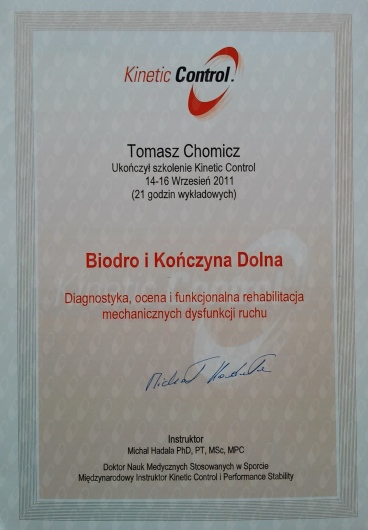 Kinetic Control.
Tomasz Chomicz
Ukończył szkolenie Kinetic Control
14-16 Wrzesień 2011
(21 godzin wykładowych)
Biodro i Kończyna Dolna
Diagnostyka, ocena i funkcjonalna rehabilitacja
mechanicznych dysfunkcji ruchu
Michał Hadała
Instruktor
Michał Hadala PhD, PT, MSc, MPC
Doktor Nauk Medycznych Stosowanych w Sporcie
Międzynarodowy Instruktor Kinetic Control i Performance Stability